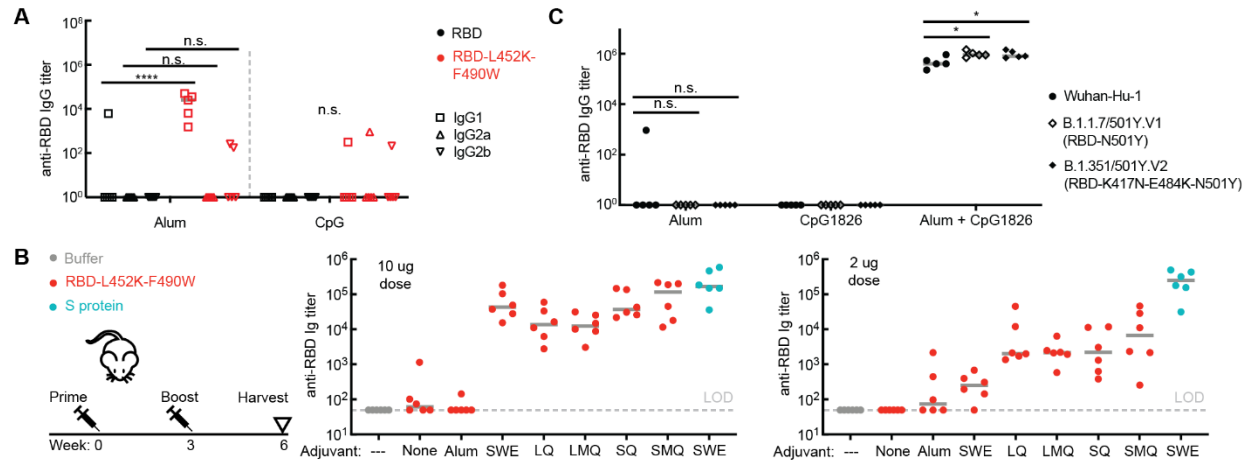 A
anti-RBD IgG titer
10⁸
10⁶
10⁴
10²
10⁰
n.s.
n.s.
****
n.s.
Alum
CpG
RBD
RBD-L452K-
F490W
IgG1
IgG2a
IgG2b
C
anti-RBD IgG titer
10⁶
10⁴
10²
10⁰
n.s.
n.s.
*
*
Alum
CpG1826
Alum + CpG1826
Wuhan-Hu-1
B.1.1.7/501Y.V1
(RBD-N501Y)
B.1.351/501Y.V2
(RBD-K417N-E484K-N501Y)
B
Buffer
RBD-L452K-F490W
S protein
Prime
Boost
Harvest
Week: 0
3
6
anti-RBD Ig titer
10⁶
10⁵
10⁴
10³
10²
10¹
10 ug
dose
LOD
Adjuvant: --- None Alum SWE LQ LMQ SQ SMQ SWE
anti-RBD Ig titer
10⁶
10⁵
10⁴
10³
10²
10¹
2 ug
dose
LOD
Adjuvant: --- None Alum SWE LQ LMQ SQ SMQ SWE